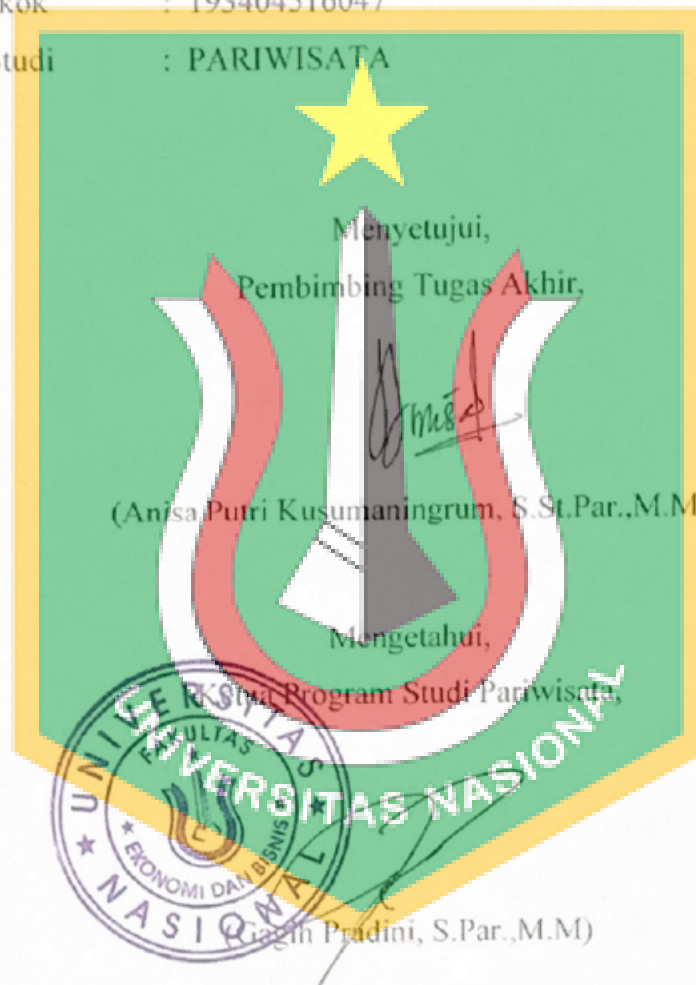 : 193404516047
: PARIWISATA
Menyetujui,
Pembimbing Tugas Akhir,
(Anisa Putri Kusumaningrum, S.St.Par.,M.M
Mengetahui,
Program Studi Pariwisata,
UNIVERSITAS NASIONAL
UNIVERSITAS
NASIONAL
FAKULTAS
EKONOMI DAN BISNIS
Pradini, S.Par.,M.M)